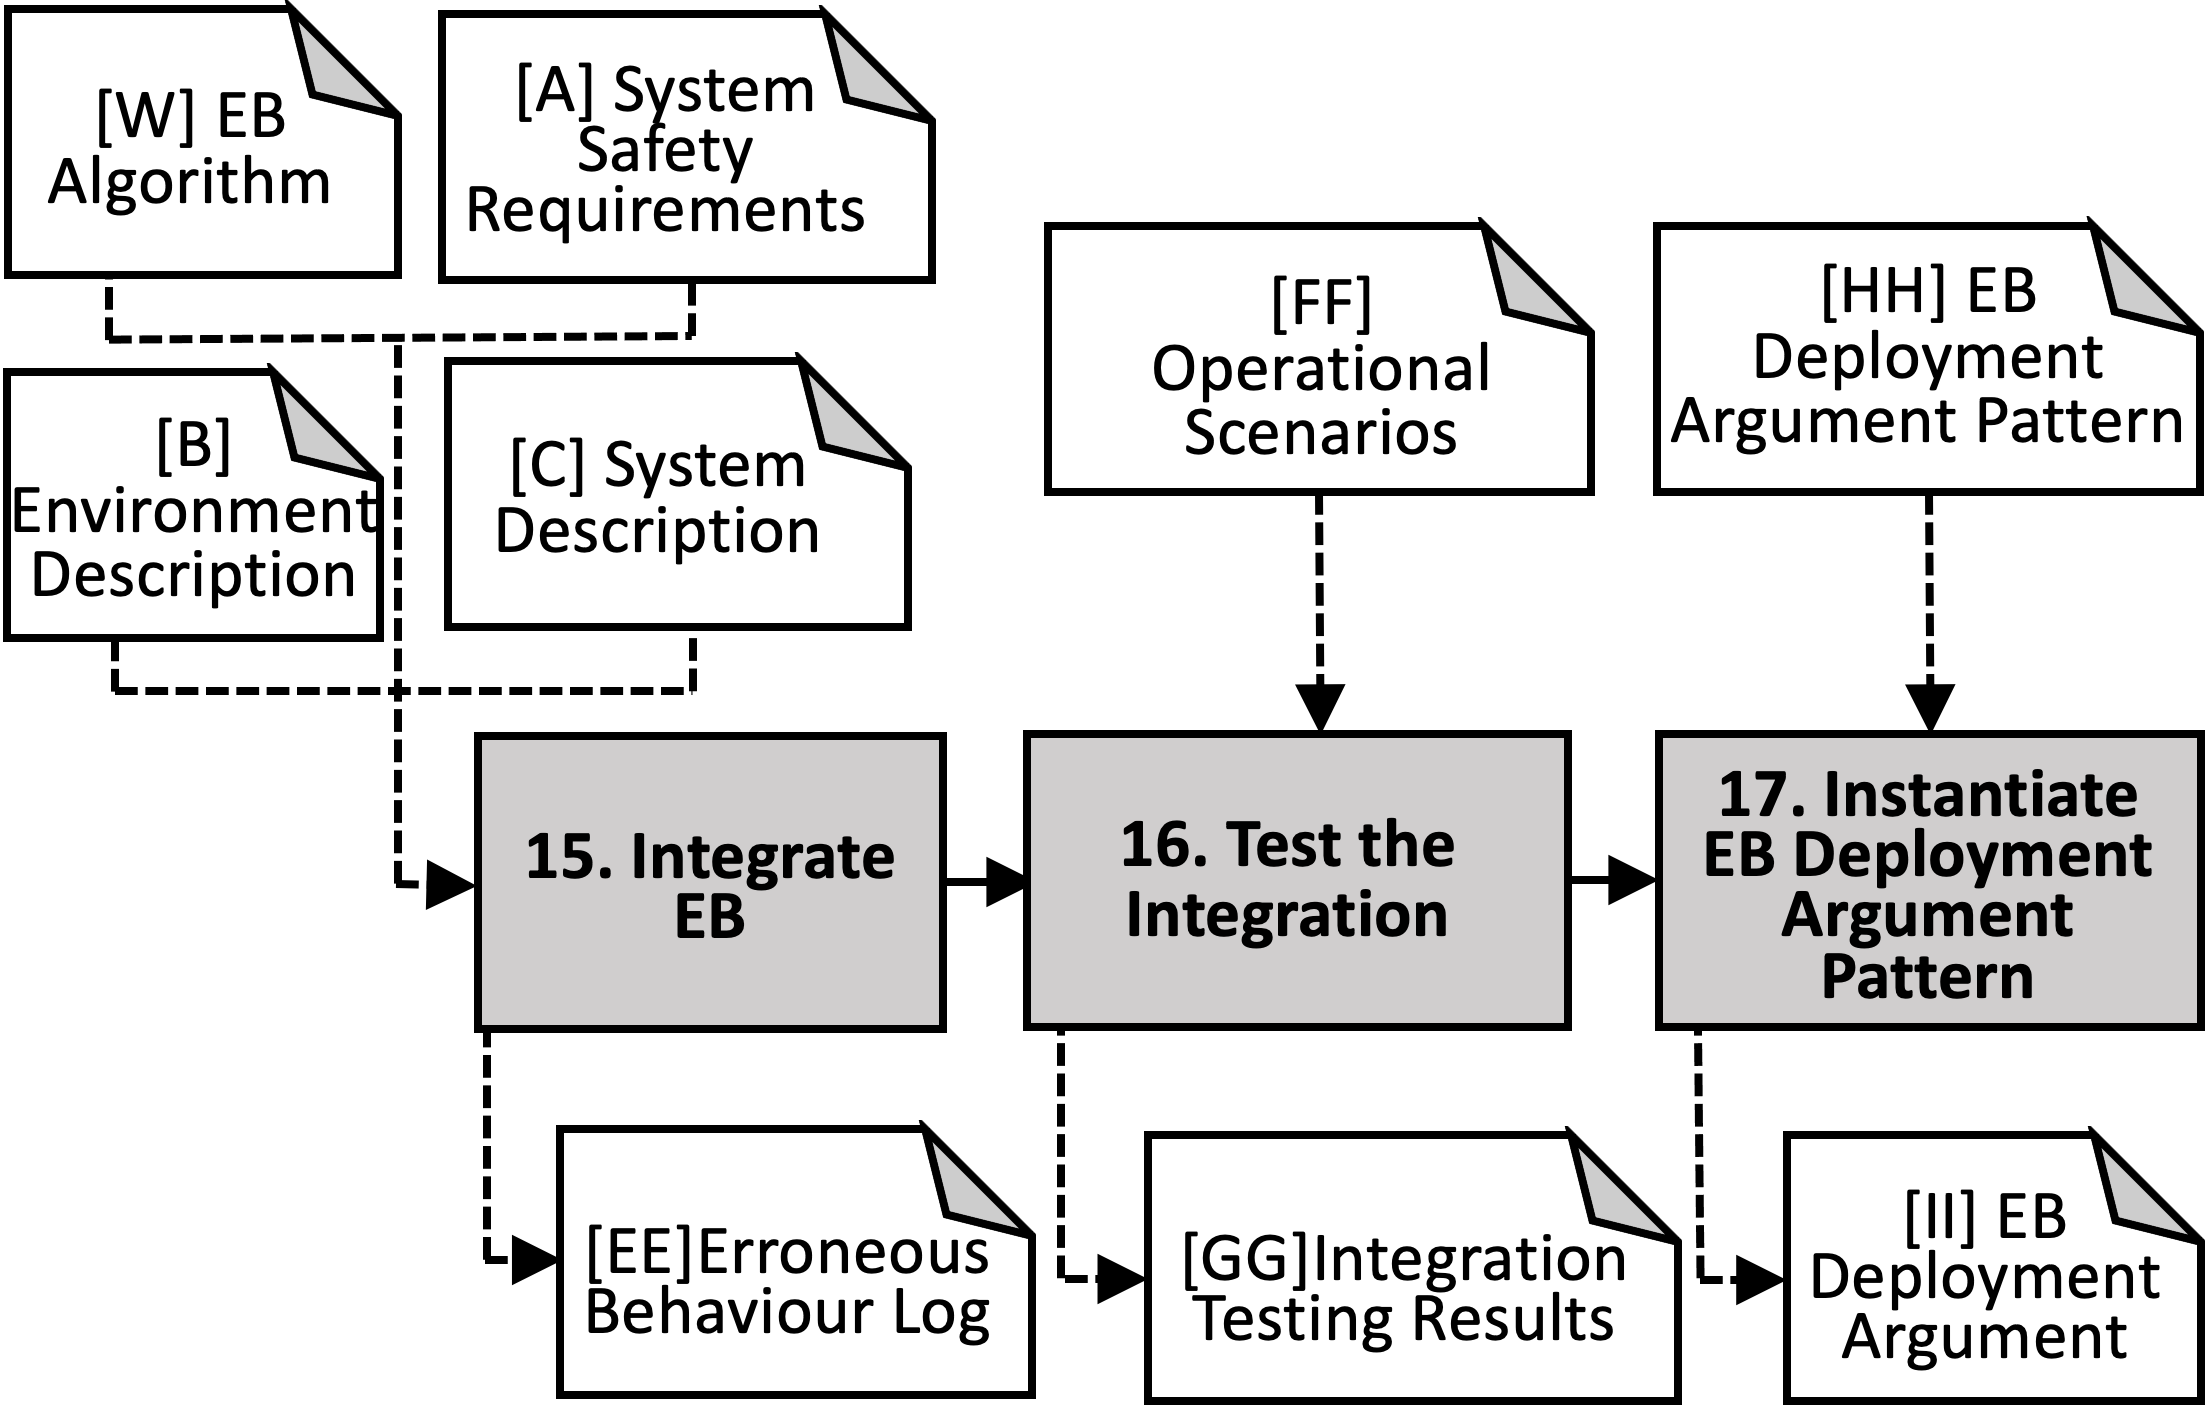 [W] EB
Algorithm
[A] System
Safety
Requirements
[B]
Environment
Description
[C] System
Description
[FF]
Operational
Scenarios
[HH] EB
Deployment
Argument Pattern
15. Integrate
EB
16. Test the
Integration
17. Instantiate
EB Deployment
Argument
Pattern
[EE]Erroneous
Behaviour Log
[GG]Integration
Testing Results
[II] EB
Deployment
Argument